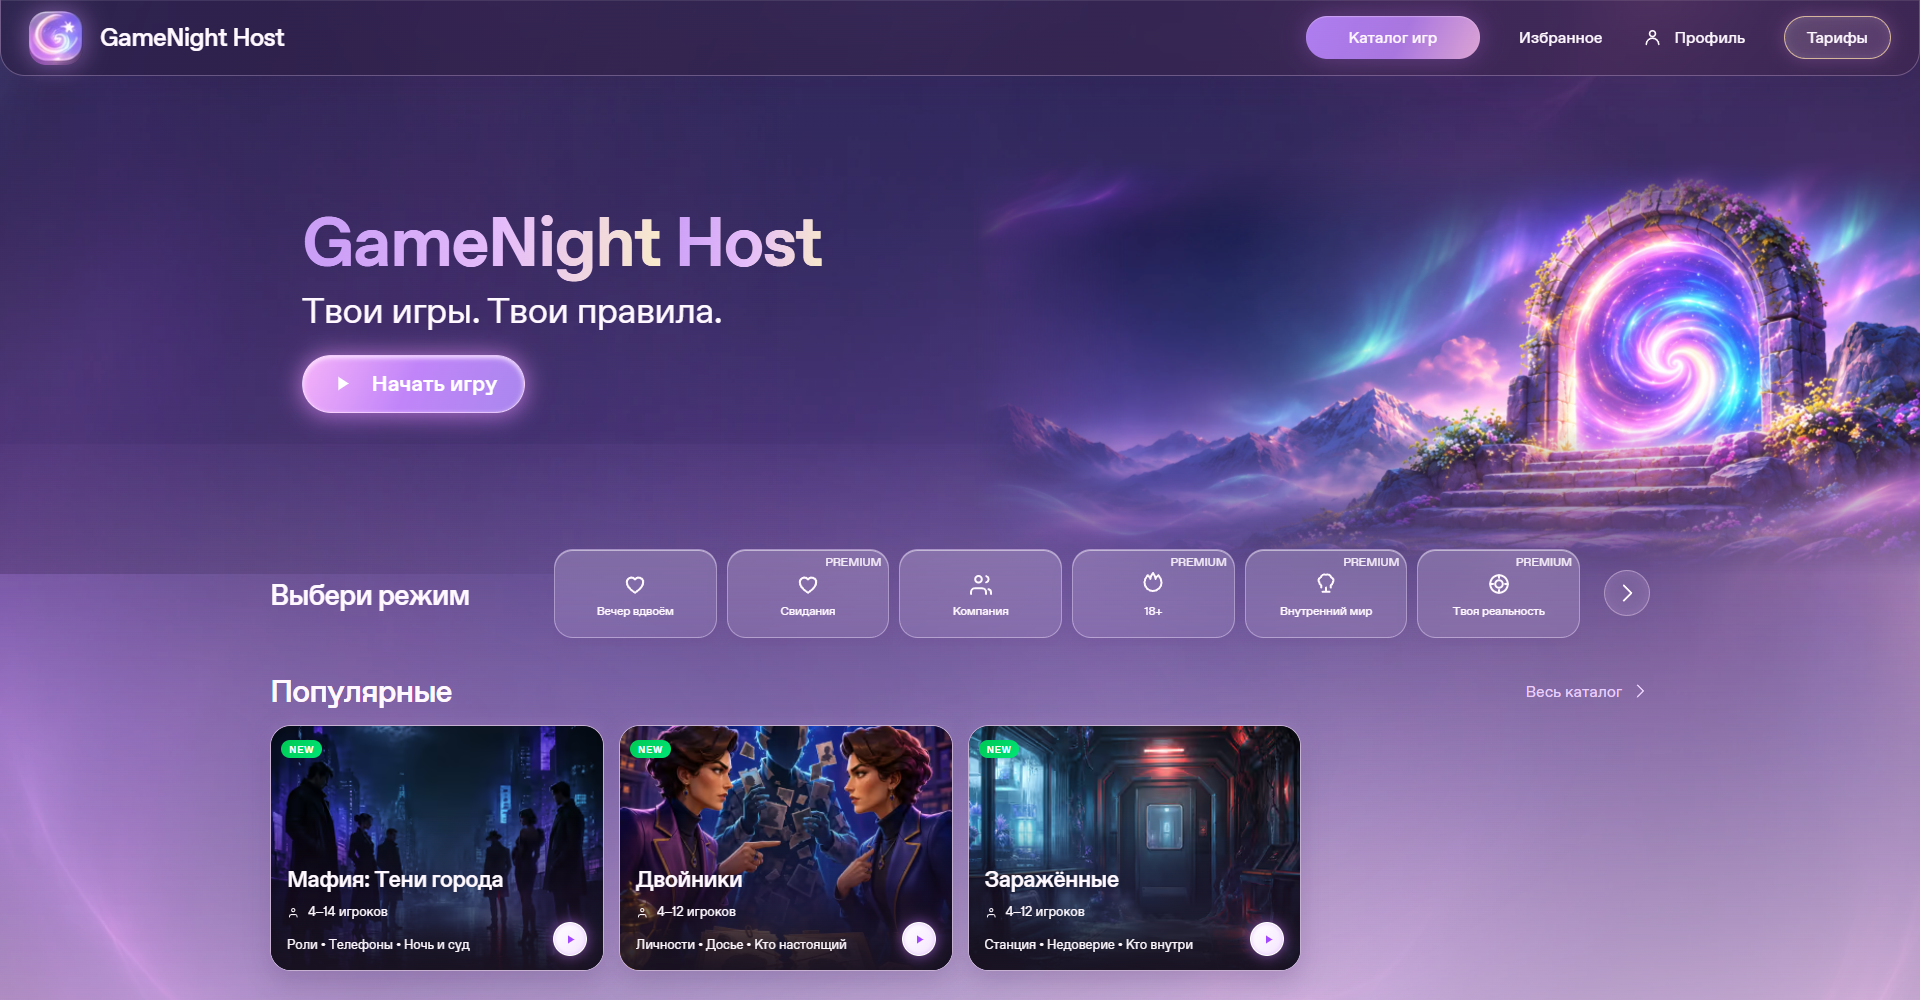 GameNight Host
Каталог игр
Избранное
Профиль
Тарифы
GameNight Host
Твои игры. Твои правила.
Начать игру
Выбери режим
Вечер вдвоём
PREMIUM
Свидания
Компания
PREMIUM
18+
PREMIUM
Внутренний мир
PREMIUM
Твоя реальность
Популярные
Весь каталог
NEW
Мафия: Тени города
4–14 игроков
Роли • Телефоны • Ночь и суд
NEW
Двойники
4–12 игроков
Личности • Досье • Кто настоящий
NEW
Заражённые
4–12 игроков
Станция • Недоверие • Кто внутри